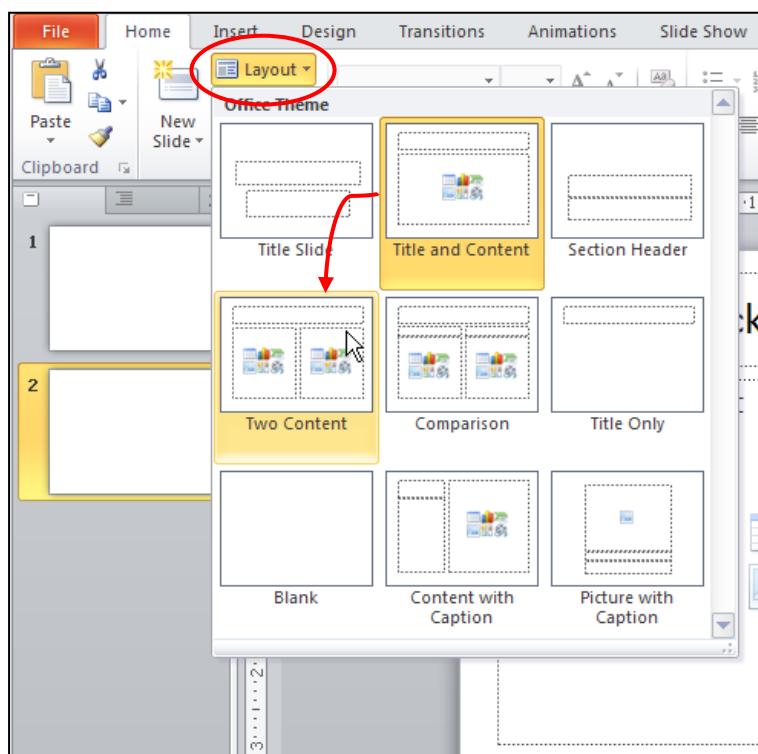 File Home Insert Design Transitions Animations Slide Show
Layout
Paste
New
Slide
Clipboard
Office Theme
Title Slide Title and Content Section Header
Two Content Comparison Title Only
Blank Content with Caption Picture with Caption
1
2